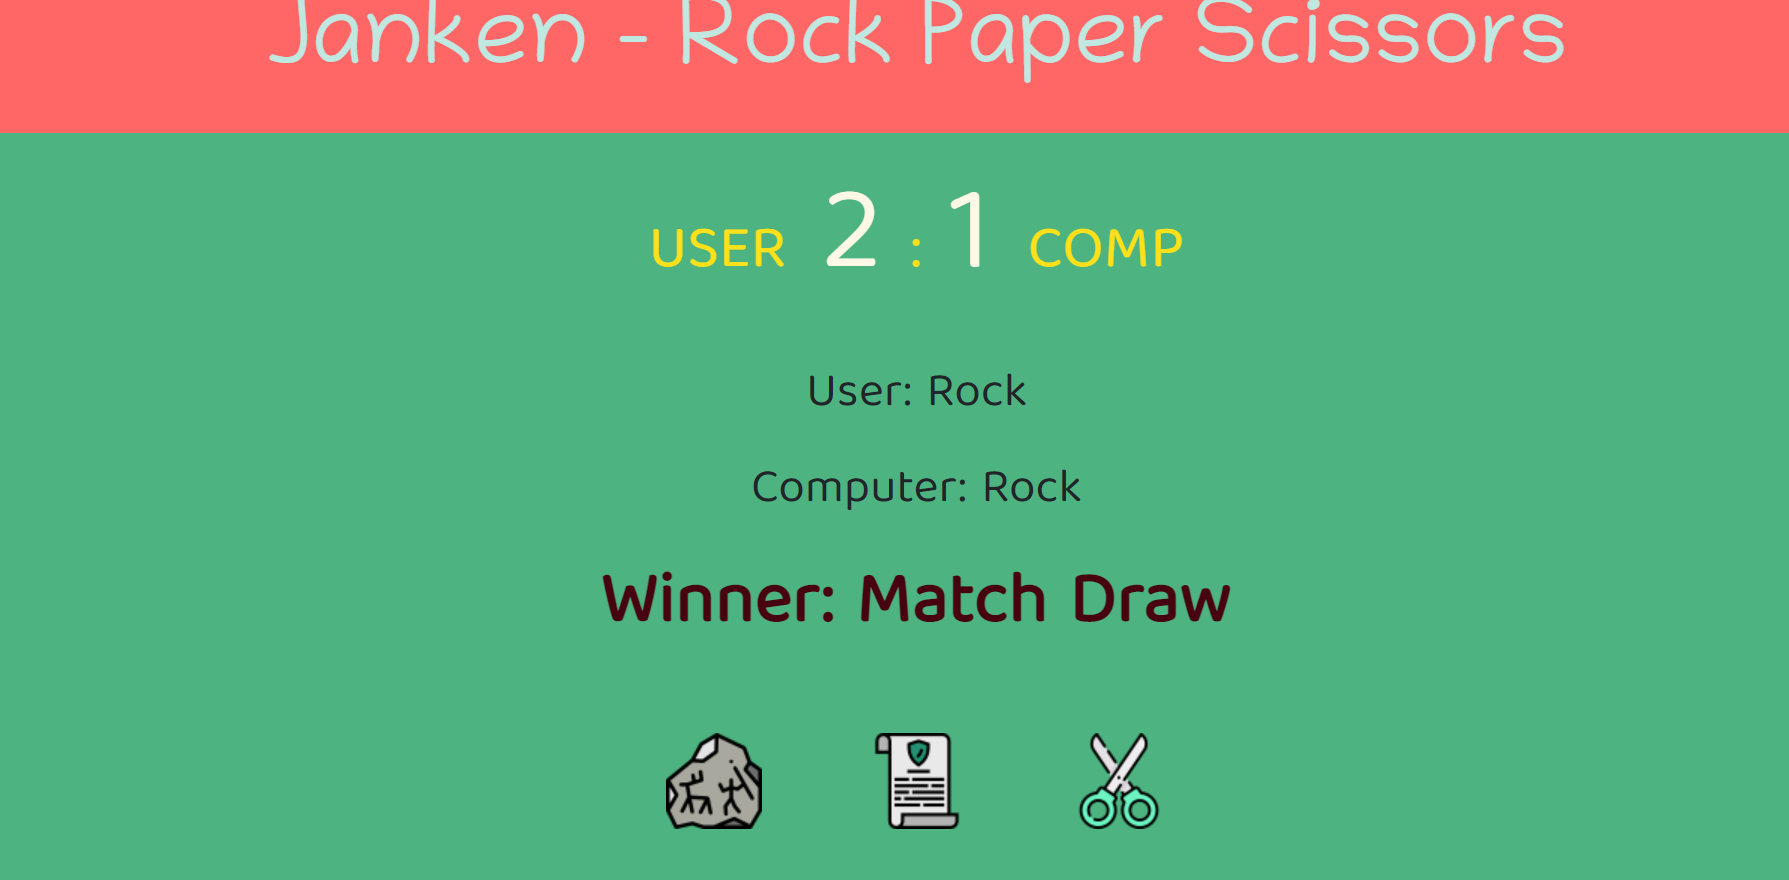 Janken - Rock Paper Scissors
USER 2 : 1 COMP
User: Rock
Computer: Rock
Winner: Match Draw